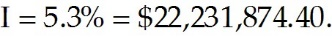 I = 5.3% = $22,231,874.40.